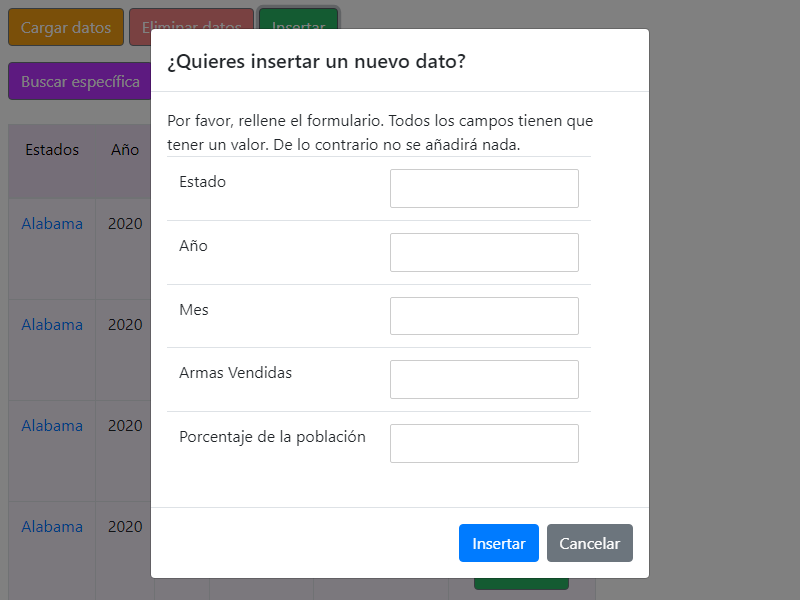 Cargar datos Eliminar datos Insertar
¿Quieres insertar un nuevo dato?
Buscar específica
Por favor, rellene el formulario. Todos los campos tienen que
tener un valor. De lo contrario no se añadirá nada.
Estados Año
Estado
Alabama 2020
Año
Mes
Alabama 2020
Armas Vendidas
Alabama 2020
Porcentaje de la población
Alabama 2020
Insertar Cancelar